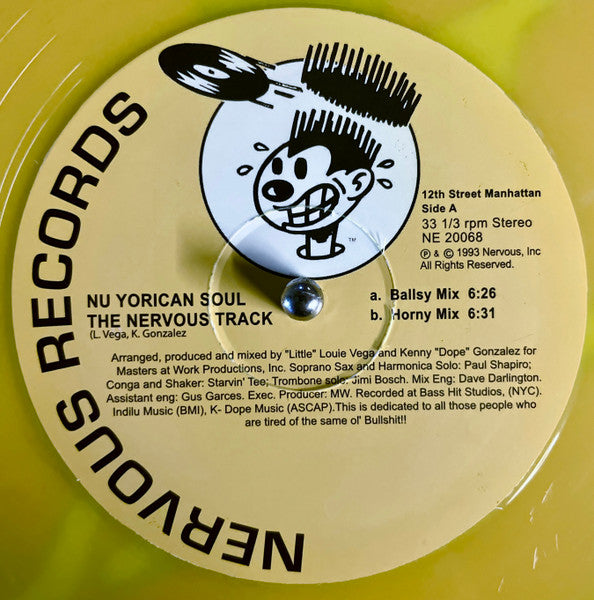 NERVOUS RECORDS
TM
12th Street Manhattan
Side A
33 1/3 rpm Stereo
NE 20068
℗ & © 1993 Nervous, Inc
All Rights Reserved.
NU YORICAN SOUL
THE NERVOUS TRACK
(L. Vega, K. Gonzalez
a. Ballsy Mix 6:26
b. Horny Mix 6:31
Arranged, produced and mixed by "Little" Louie Vega and Kenny "Dope" Gonzalez for
Masters at Work Productions, Inc. Soprano Sax and Harmonica Solo: Paul Shapiro;
Conga and Shaker: Starvin' Tee; Trombone solo: Jimi Bosch. Mix Eng: Dave Darlington.
Assistant eng: Gus Garces. Exec. Producer: MW. Recorded at Bass Hit Studios, (NYC).
Indilu Music (BMI), K- Dope Music (ASCAP).This is dedicated to all those people who
are tired of the same ol' Bullshit!!